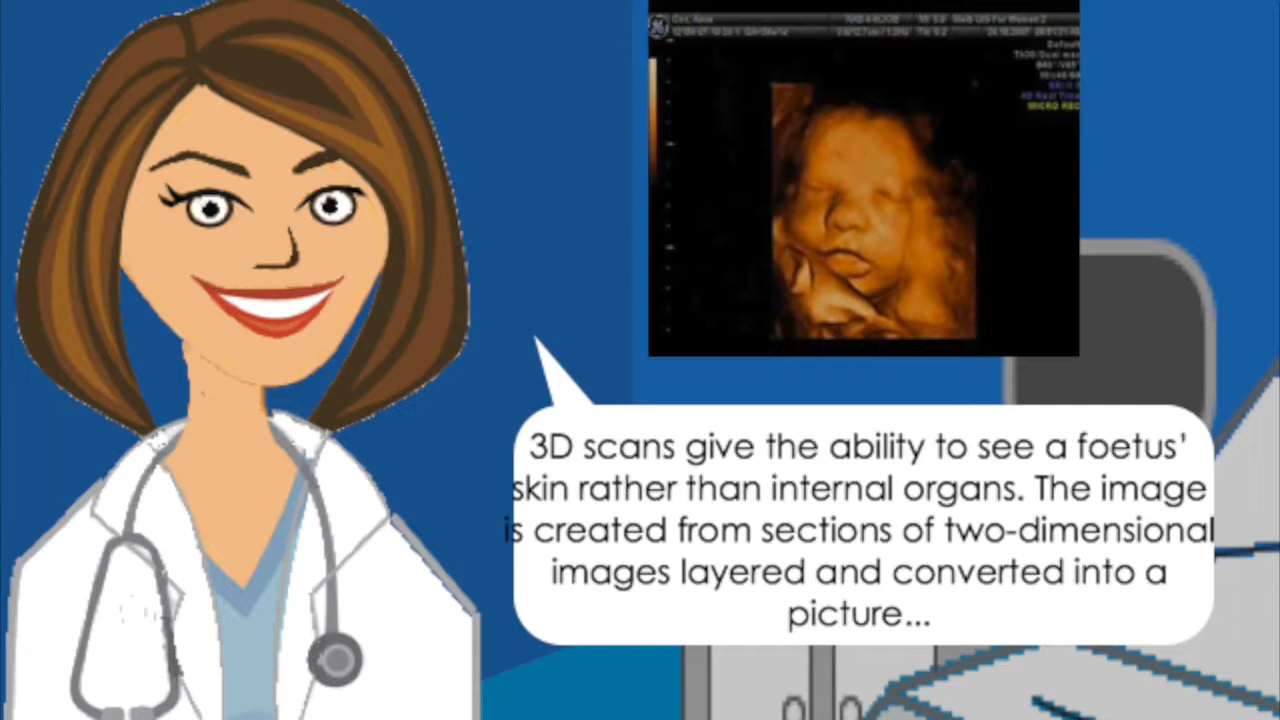 Default
3D scans give the ability to see a foetus'
skin rather than internal organs. The image
is created from sections of two-dimensional
images layered and converted into a
picture...